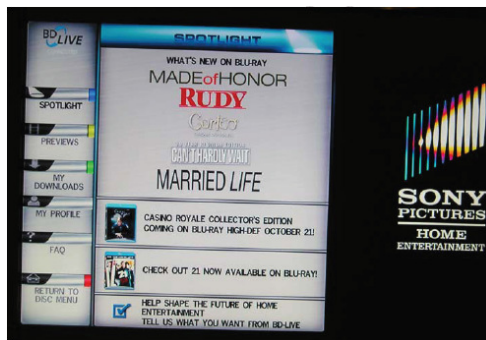 BD LIVE
SPOTLIGHT
PREVIEWS
MY
DOWNLOADS
MY PROFILE
FAQ
RETURN TO
DISC MENU
SPOTLIGHT
WHAT'S NEW ON BLU-RAY
MADE of HONOR
RUDY
CAN'T HARDLY WAIT
MARRIED LIFE
CASINO ROYALE COLLECTOR'S EDITION
COMING ON BLU-RAY HIGH-DEF OCTOBER 21!
CHECK OUT 21 NOW AVAILABLE ON BLU-RAY!
HELP SHAPE THE FUTURE OF HOME
ENTERTAINMENT
TELL US WHAT YOU WANT FROM BD-LIVE
SONY
PICTURES
HOME
ENTERTAINMENT